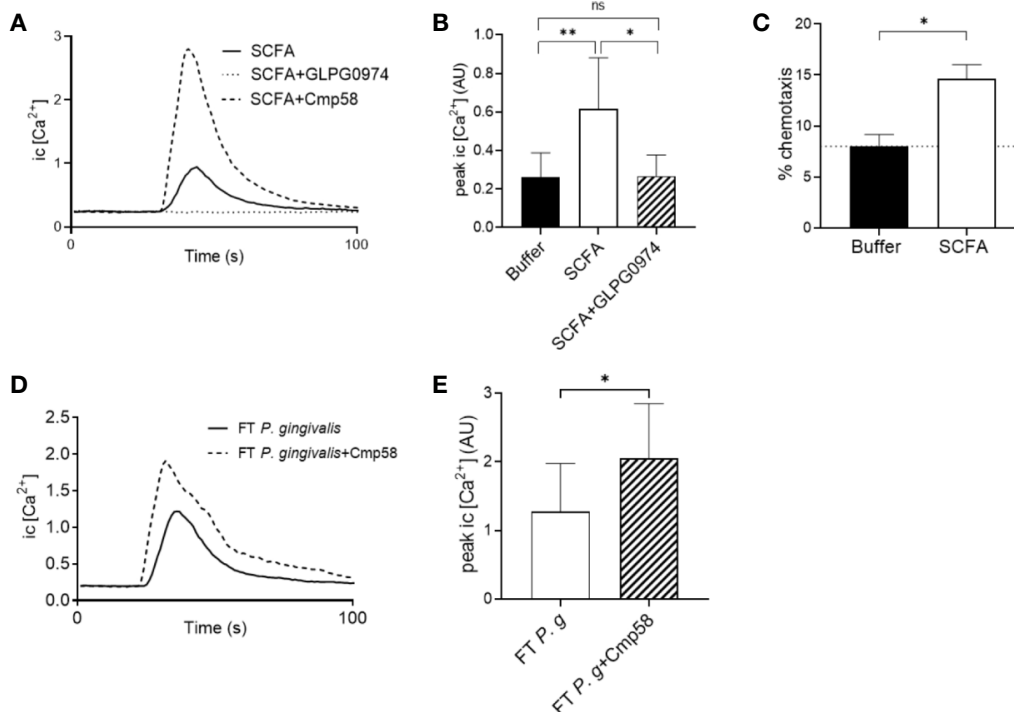 A
3
2
1
0
ic [Ca2+]
0
100
Time (s)
SCFA
SCFA+GLPG0974
SCFA+Cmp58
B
ns
**
*
1.0
0.8
0.6
0.4
0.2
0.0
peak ic [Ca2+] (AU)
Buffer
SCFA
SCFA+GLPG0974
C
*
20
15
10
5
0
% chemotaxis
Buffer
SCFA
D
2.5
2.0
1.5
1.0
0.5
0.0
ic [Ca2+]
0
100
Time (s)
FT P. gingivalis
FT P. gingivalis+Cmp58
E
*
3
2
1
0
peak ic [Ca2+] (AU)
FT P. g
FT P. g+Cmp58